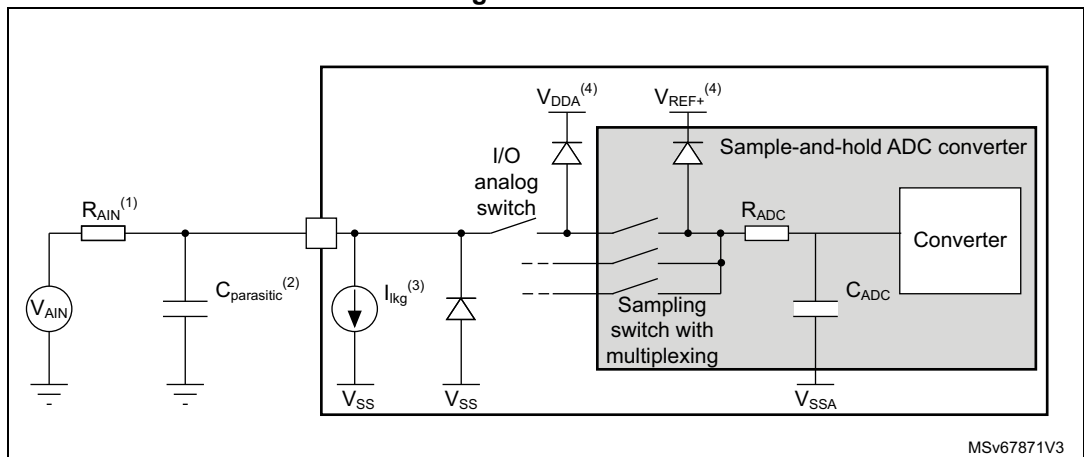 V_DDA^(4)
V_REF+^(4)
Sample-and-hold ADC converter
I/O
analog
switch
R_AIN^(1)
R_ADC
Converter
C_parasitic^(2)
I_lkg^(3)
C_ADC
V_AIN
Sampling
switch with
multiplexing
V_SS
V_SS
V_SSA
MSv67871V3